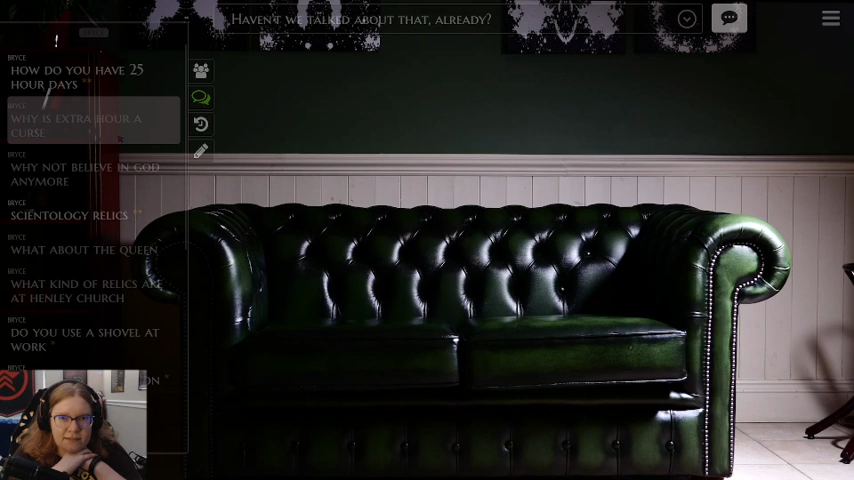 Haven't we talked about that, already?
BRYCE
HOW DO YOU HAVE 25
HOUR DAYS **
BRYCE
WHY IS EXTRA HOUR A
CURSE
BRYCE
WHY NOT BELIEVE IN GOD
ANYMORE
BRYCE
SCIENTOLOGY RELICS **
BRYCE
WHAT ABOUT THE QUEEN
BRYCE
WHAT KIND OF RELICS ARE
AT HENLEY CHURCH
BRYCE
DO YOU USE A SHOVEL AT
WORK *